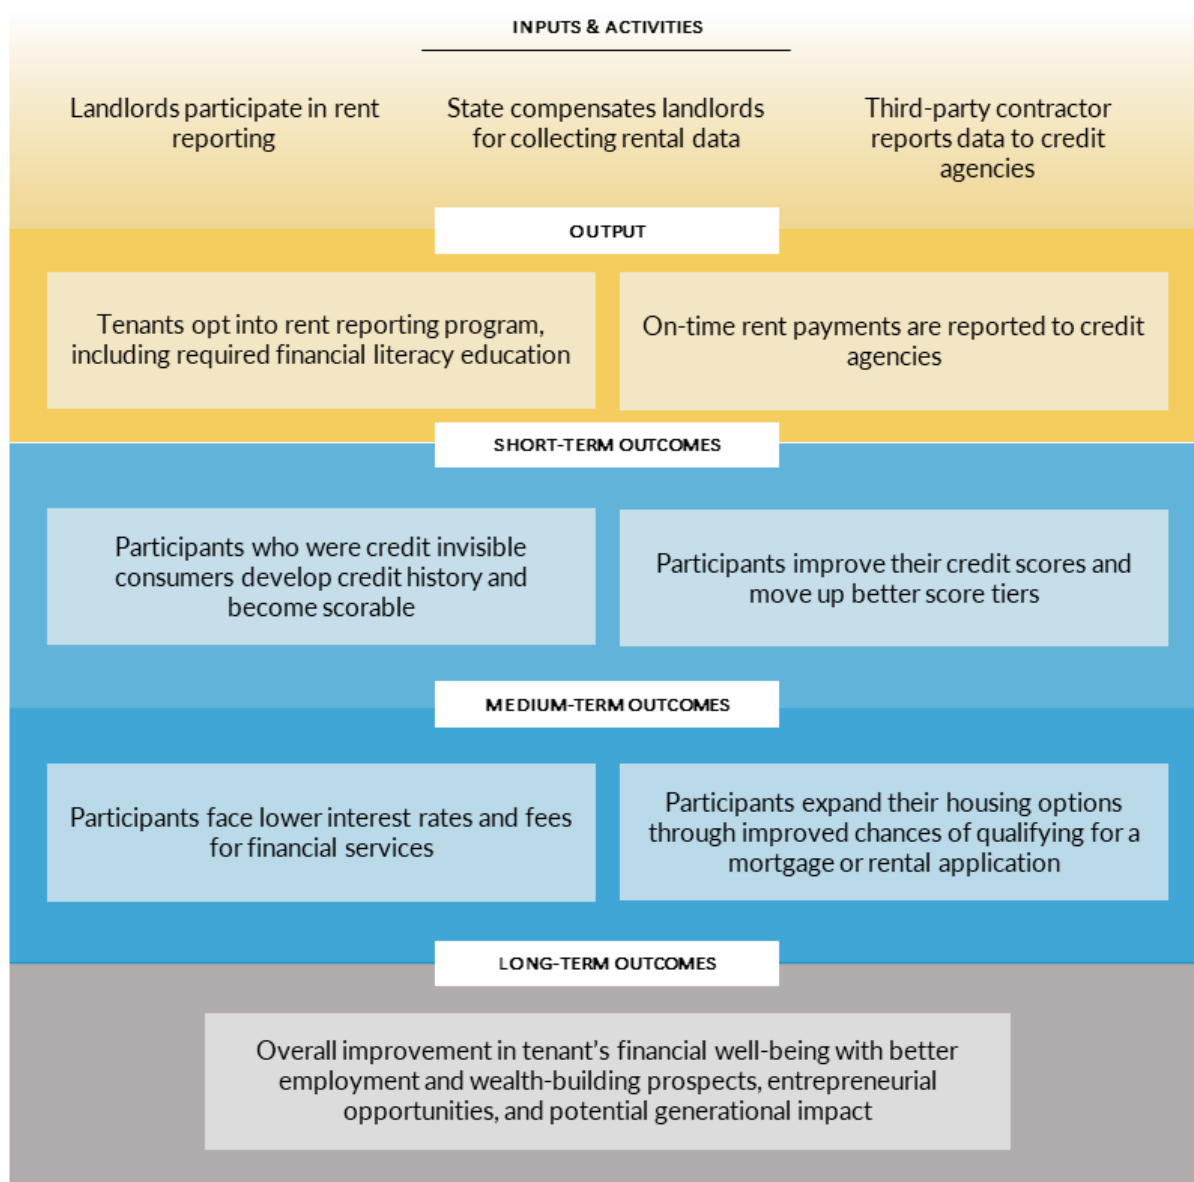 INPUTS & ACTIVITIES
Landlords participate in rent
reporting
State compensates landlords
for collecting rental data
Third-party contractor
reports data to credit
agencies
OUTPUT
Tenants opt into rent reporting program,
including required financial literacy education
On-time rent payments are reported to credit
agencies
SHORT-TERM OUTCOMES
Participants who were credit invisible
consumers develop credit history and
become scorable
Participants improve their credit scores and
move up better score tiers
MEDIUM-TERM OUTCOMES
Participants face lower interest rates and fees
for financial services
Participants expand their housing options
through improved chances of qualifying for a
mortgage or rental application
LONG-TERM OUTCOMES
Overall improvement in tenant’s financial well-being with better
employment and wealth-building prospects, entrepreneurial
opportunities, and potential generational impact